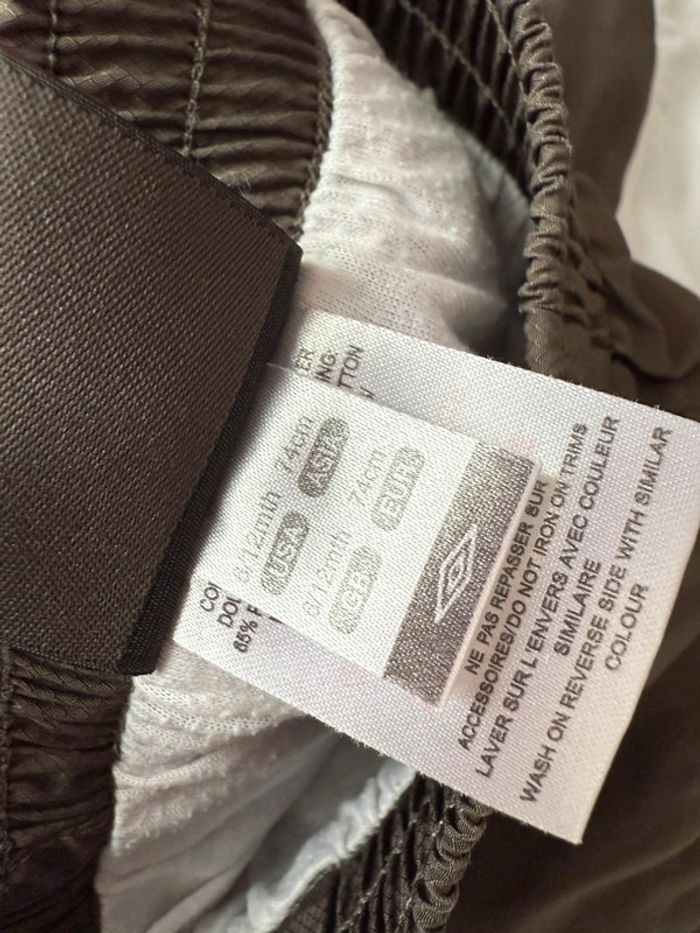 65%
6/12mth 74cm
USA ASIA
6/12mth 74cm
GB EUR
NE PAS REPASSER SUR
ACCESSOIRES/DO NOT IRON ON TRIMS
LAVER SUR L'ENVERS AVEC COULEUR
SIMILAIRE
WASH ON REVERSE SIDE WITH SIMILAR
COLOUR